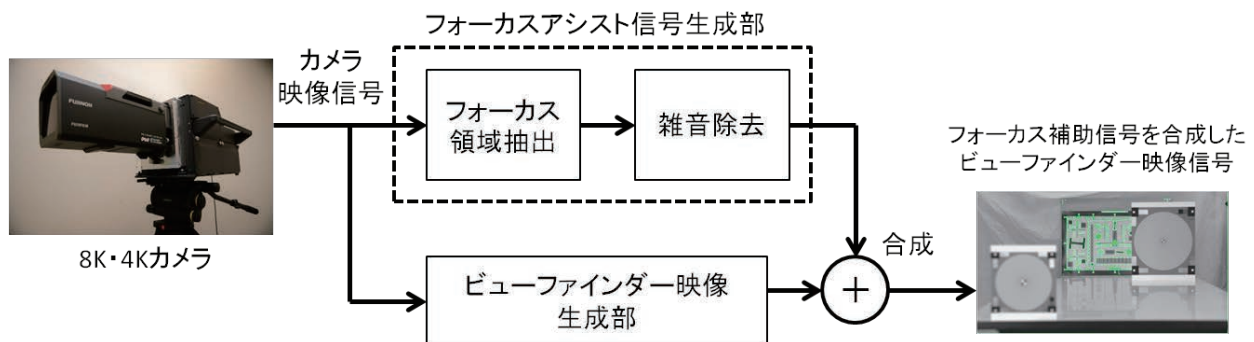 フォーカスアシスト信号生成部
カメラ
映像信号
フォーカス
領域抽出
雑音除去
フォーカス補助信号を合成した
ビューファインダー映像信号
FUJINON
8K・4Kカメラ
ビューファインダー映像
生成部
+
合成